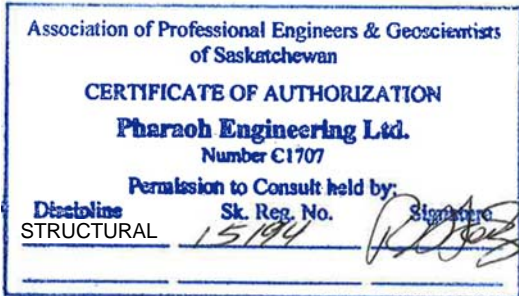 Association of Professional Engineers & Geoscientists
of Saskatchewan
CERTIFICATE OF AUTHORIZATION
Pharaoh Engineering Ltd.
Number C1707
Permission to Consult held by:
Discipline Sk. Reg. No. Signature
STRUCTURAL 15194